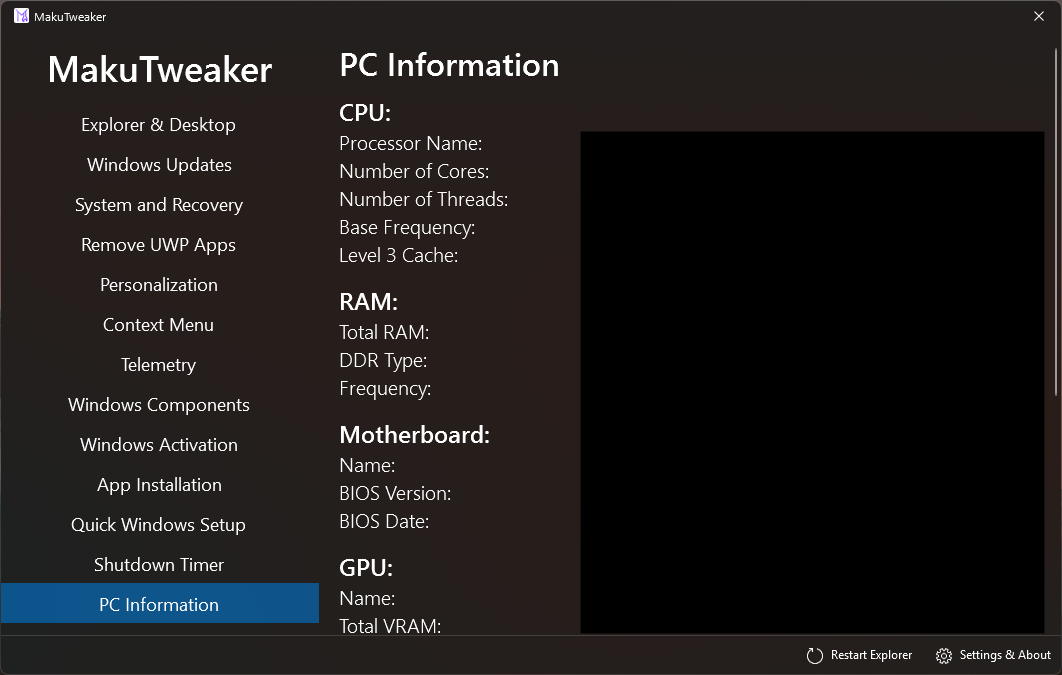 MakuTweaker
MakuTweaker
Explorer & Desktop
Windows Updates
System and Recovery
Remove UWP Apps
Personalization
Context Menu
Telemetry
Windows Components
Windows Activation
App Installation
Quick Windows Setup
Shutdown Timer
PC Information
PC Information
CPU:
Processor Name:
Number of Cores:
Number of Threads:
Base Frequency:
Level 3 Cache:
RAM:
Total RAM:
DDR Type:
Frequency:
Motherboard:
Name:
BIOS Version:
BIOS Date:
GPU:
Name:
Total VRAM:
Restart Explorer
Settings & About